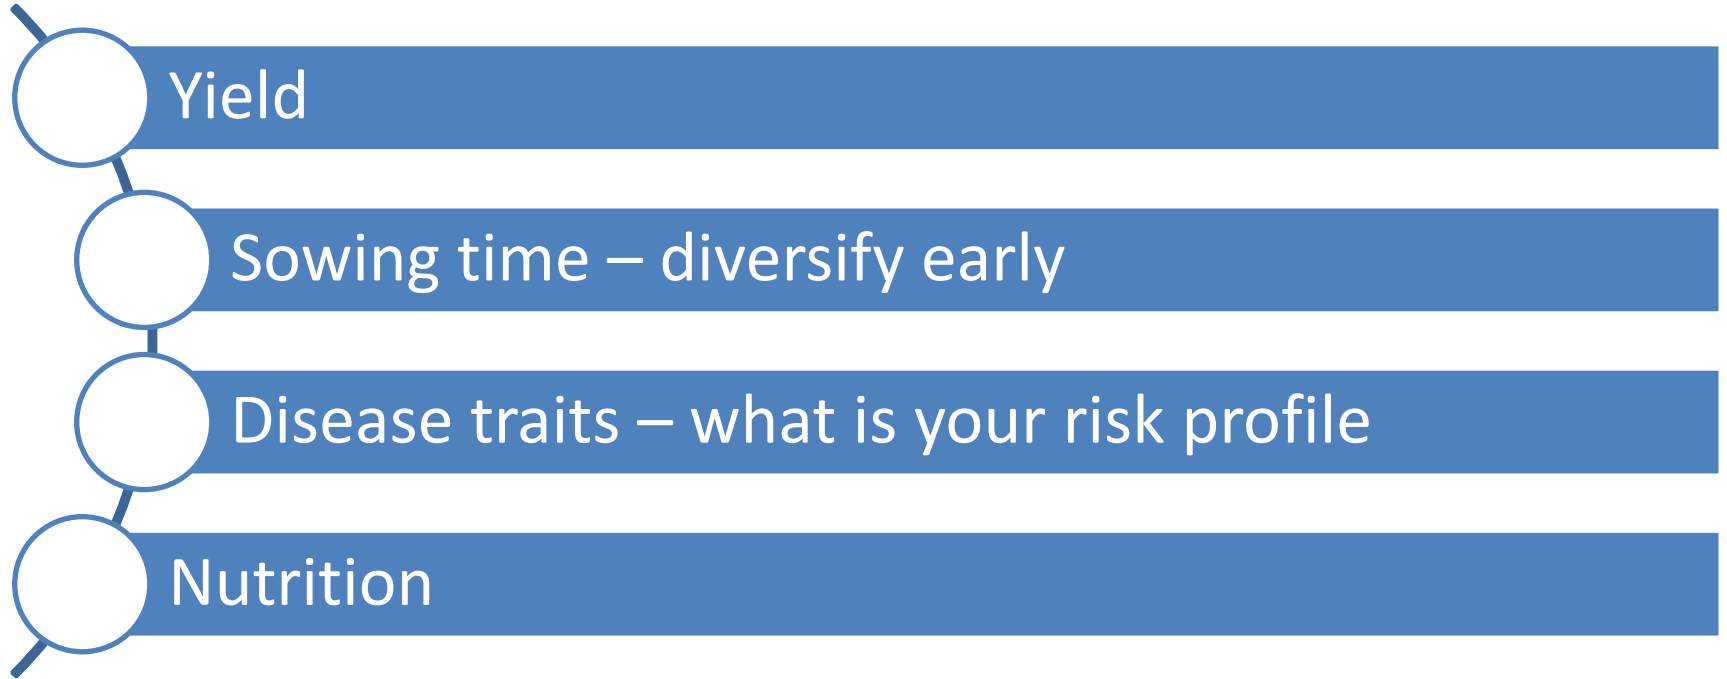 Yield
Sowing time – diversify early
Disease traits – what is your risk profile
Nutrition